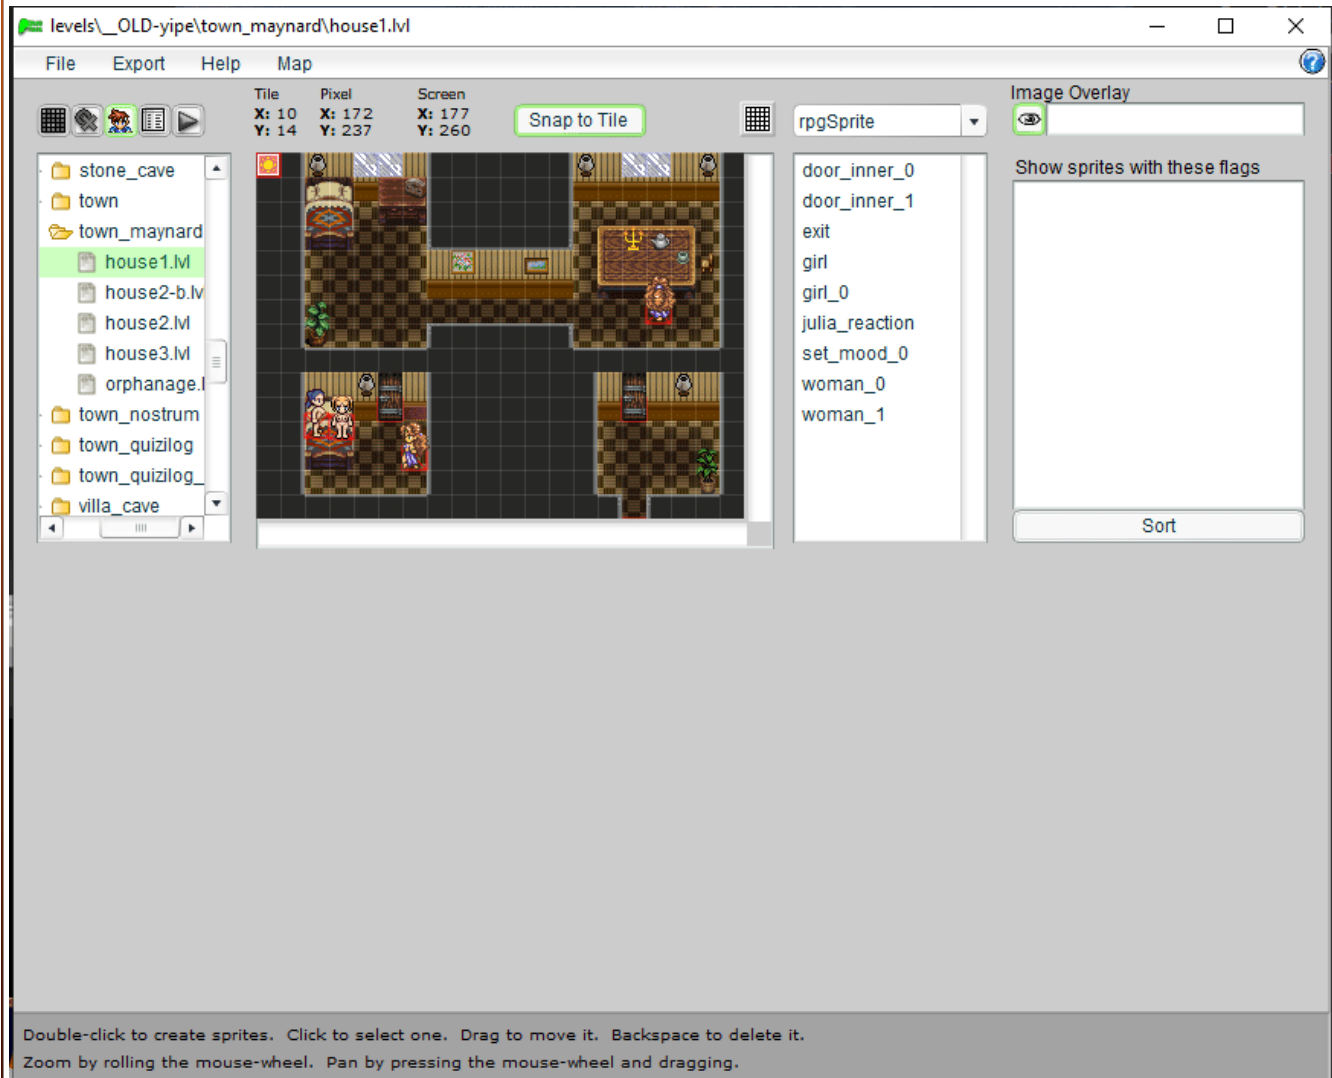 levels\__OLD-yipe\town_maynard\house1.lvl
File Export Help Map
Tile Pixel Screen
X: 10 X: 172 X: 177
Y: 14 Y: 237 Y: 260
Snap to Tile
rpgSprite
Image Overlay
stone_cave
town
town_maynard
house1.lvl
house2-b.lv
house2.lvl
house3.lvl
orphanage.l
town_nostrum
town_quizilog
town_quizilog_
villa_cave
door_inner_0
door_inner_1
exit
girl
girl_0
julia_reaction
set_mood_0
woman_0
woman_1
Show sprites with these flags
Sort
Double-click to create sprites. Click to select one. Drag to move it. Backspace to delete it.
Zoom by rolling the mouse-wheel. Pan by pressing the mouse-wheel and dragging.